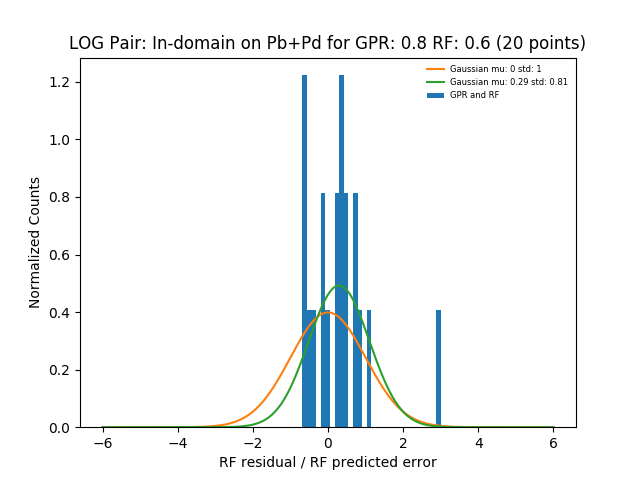 LOG Pair: In-domain on Pb+Pd for GPR: 0.8 RF: 0.6 (20 points)
Gaussian mu: 0 std: 1
Gaussian mu: 0.29 std: 0.81
GPR and RF
Normalized Counts
1.2
1.0
0.8
0.6
0.4
0.2
0.0
−6 −4 −2 0 2 4 6
RF residual / RF predicted error